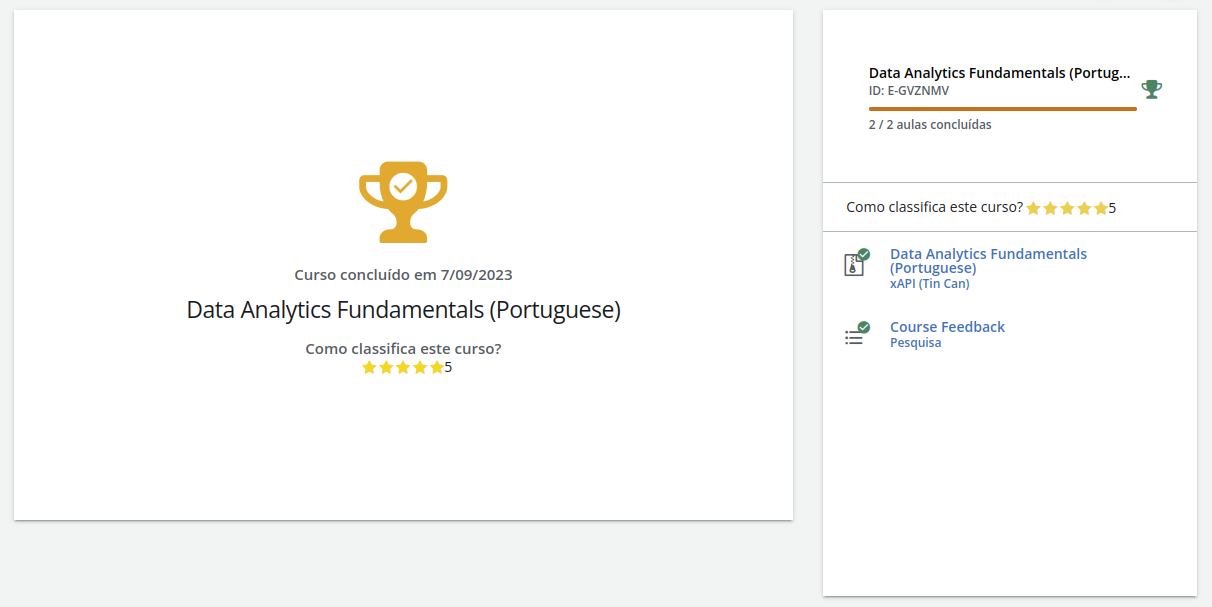 Curso concluído em 7/09/2023
Data Analytics Fundamentals (Portuguese)
Como classifica este curso?
5
Data Analytics Fundamentals (Portug...
ID: E-GVZNMV
2 / 2 aulas concluídas
Como classifica este curso? 5
Data Analytics Fundamentals
(Portuguese)
xAPI (Tin Can)
Course Feedback
Pesquisa